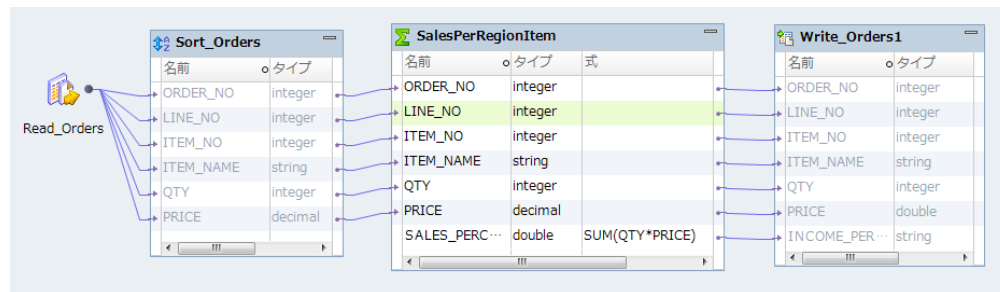 Read_Orders
Sort_Orders
名前 タイプ
ORDER_NO integer
LINE_NO integer
ITEM_NO integer
ITEM_NAME string
QTY integer
PRICE decimal
SalesPerRegionItem
名前 タイプ 式
ORDER_NO integer
LINE_NO integer
ITEM_NO integer
ITEM_NAME string
QTY integer
PRICE decimal
SALES_PERC... double SUM(QTY*PRICE)
Write_Orders1
名前 タイプ
ORDER_NO integer
LINE_NO integer
ITEM_NO integer
ITEM_NAME string
QTY integer
PRICE double
INCOME_PER... string